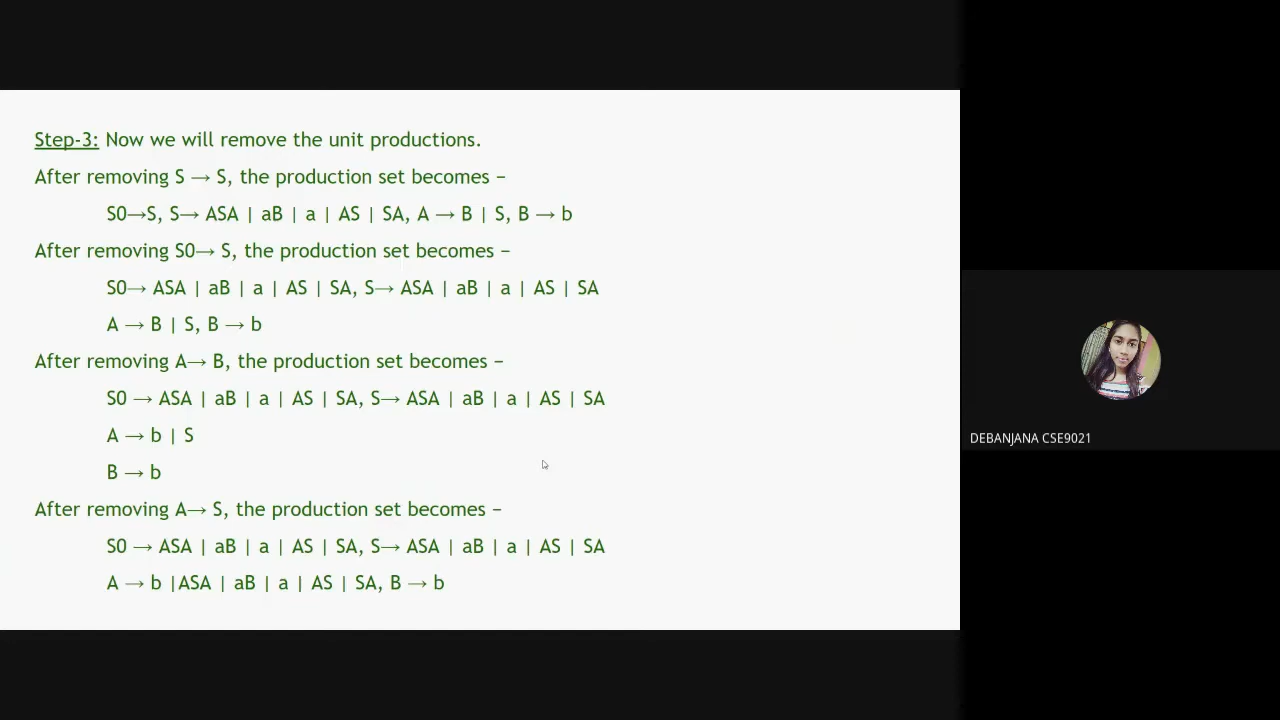 Step-3: Now we will remove the unit productions.
After removing S → S, the production set becomes −
S0→S, S→ ASA | aB | a | AS | SA, A → B | S, B → b
After removing S0→ S, the production set becomes −
S0→ ASA | aB | a | AS | SA, S→ ASA | aB | a | AS | SA
A → B | S, B → b
After removing A→ B, the production set becomes −
S0 → ASA | aB | a | AS | SA, S→ ASA | aB | a | AS | SA
A → b | S
B → b
After removing A→ S, the production set becomes −
S0 → ASA | aB | a | AS | SA, S→ ASA | aB | a | AS | SA
A → b |ASA | aB | a | AS | SA, B → b
DEBANJANA CSE9021